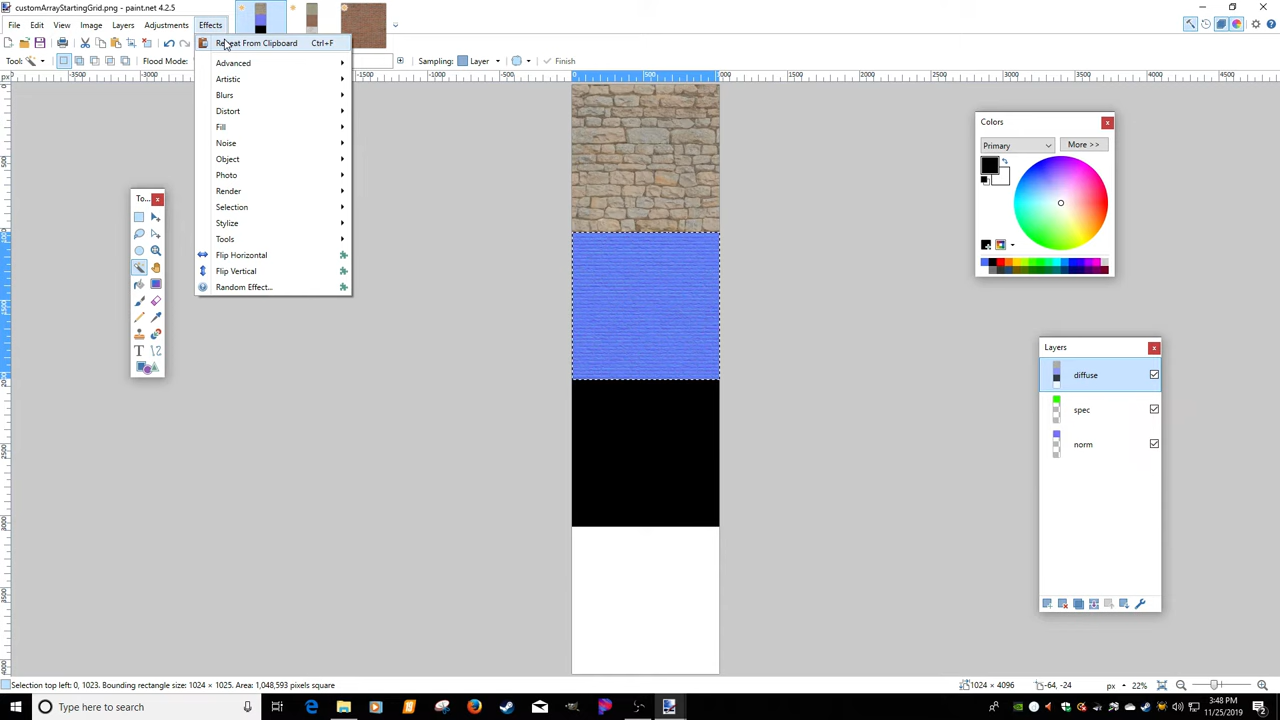 customArrayStartingGrid.png - paint.net 4.2.5
File Edit View Image Layers Adjustments Effects
Tool: Flood Mode: Sampling: Layer Finish
Repeat From Clipboard Ctrl+F
Advanced
Artistic
Blurs
Distort
Fill
Noise
Object
Photo
Render
Selection
Stylize
Tools
Flip Horizontal
Flip Vertical
Random Effect...
To...
Colors
Primary
More >>
Layers
diffuse
spec
norm
Selection top left: 0, 1023. Bounding rectangle size: 1024 × 1025. Area: 1,048,593 pixels square
1024 × 4096
-64, -24
px
22%
Type here to search
3:48 PM
11/25/2019